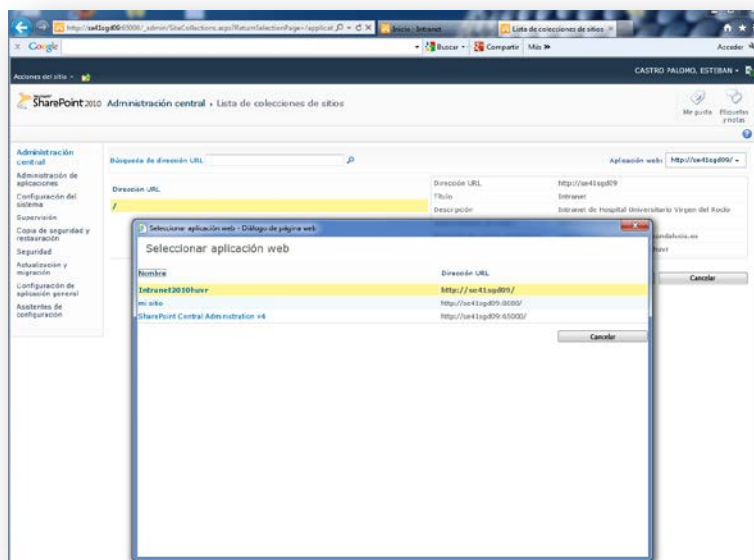 http://se41sgd09:65000/_admin/SiteCollections.aspx?ReturnSelectionPage=/applicat
Inicio - Intranet
Lista de colecciones de sitios
x Google
Buscar
Compartir
Más »
Acceder
Acciones del sitio
CASTRO PALOMO, ESTEBAN
SharePoint 2010 Administración central › Lista de colecciones de sitios
Me gusta
Etiquetas y notas
Administración central
Búsqueda de dirección URL
Aplicación web: http://se41sgd09/
Administración de aplicaciones
Configuración del sistema
Supervisión
Copia de seguridad y restauración
Seguridad
Actualización y migración
Configuración de aplicación general
Asistentes de configuración
Dirección URL
/
Dirección URL http://se41sgd09
Título Intranet
Descripción Intranet de Hospital Universitario Virgen del Rocío
Cancelar
Seleccionar aplicación web - Diálogo de página web
Seleccionar aplicación web
Nombre Dirección URL
Intranet2010huvr http://se41sgd09/
mi sitio http://se41sgd09:8080/
SharePoint Central Administration v4 http://se41sgd09:65000/
Cancelar